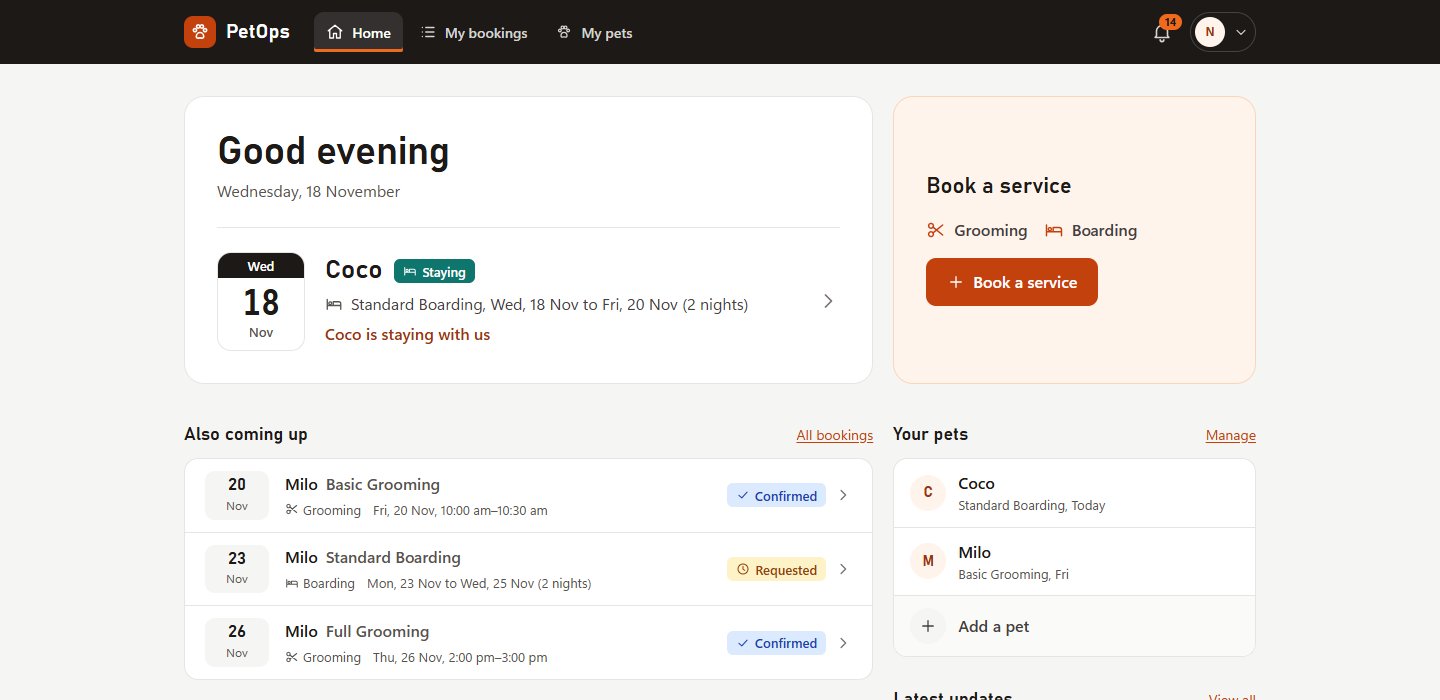 PetOps
Home
My bookings
My pets
14
N
Good evening
Wednesday, 18 November
Wed
18
Nov
Coco
Staying
Standard Boarding, Wed, 18 Nov to Fri, 20 Nov (2 nights)
Coco is staying with us
Book a service
Grooming
Boarding
Book a service
Also coming up
All bookings
20
Nov
Milo Basic Grooming
Grooming Fri, 20 Nov, 10:00 am–10:30 am
Confirmed
23
Nov
Milo Standard Boarding
Boarding Mon, 23 Nov to Wed, 25 Nov (2 nights)
Requested
26
Nov
Milo Full Grooming
Grooming Thu, 26 Nov, 2:00 pm–3:00 pm
Confirmed
Your pets
Manage
C
Coco
Standard Boarding, Today
M
Milo
Basic Grooming, Fri
Add a pet
Latest updates
View all